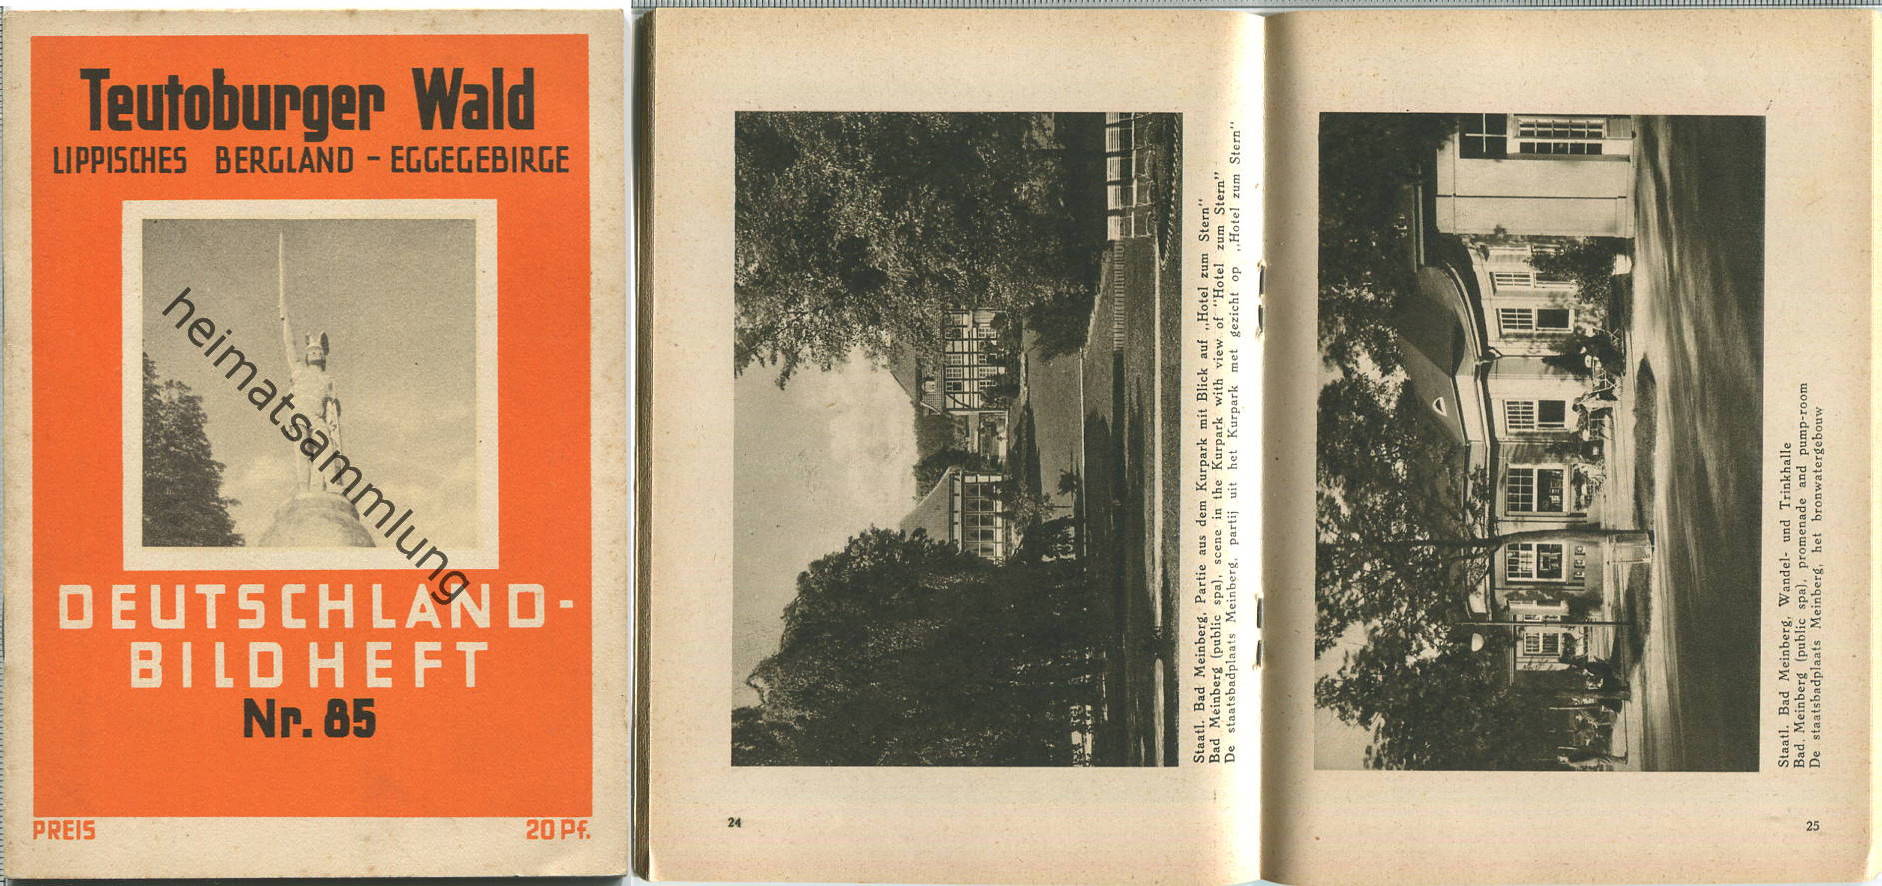 Teutoburger Wald
LIPPISCHES BERGLAND - EGGEGEBIRGE
heimatsammlung
DEUTSCHLAND-
BILDHEFT
Nr. 85
PREIS
20 Pf.
Staatl. Bad Meinberg, Partie aus dem Kurpark mit Blick auf „Hotel zum Stern"
Bad Meinberg (public spa), scene in the Kurpark with view of "Hotel zum Stern"
De staatsbadplaats Meinberg, partij uit het Kurpark met gezicht op „Hotel zum Stern"
24
Staatl. Bad Meinberg, Wandel- und Trinkhalle
Bad. Meinberg (public spa), promenade and pump-room
De staatsbadplaats Meinberg, het bronwatergebouw
25